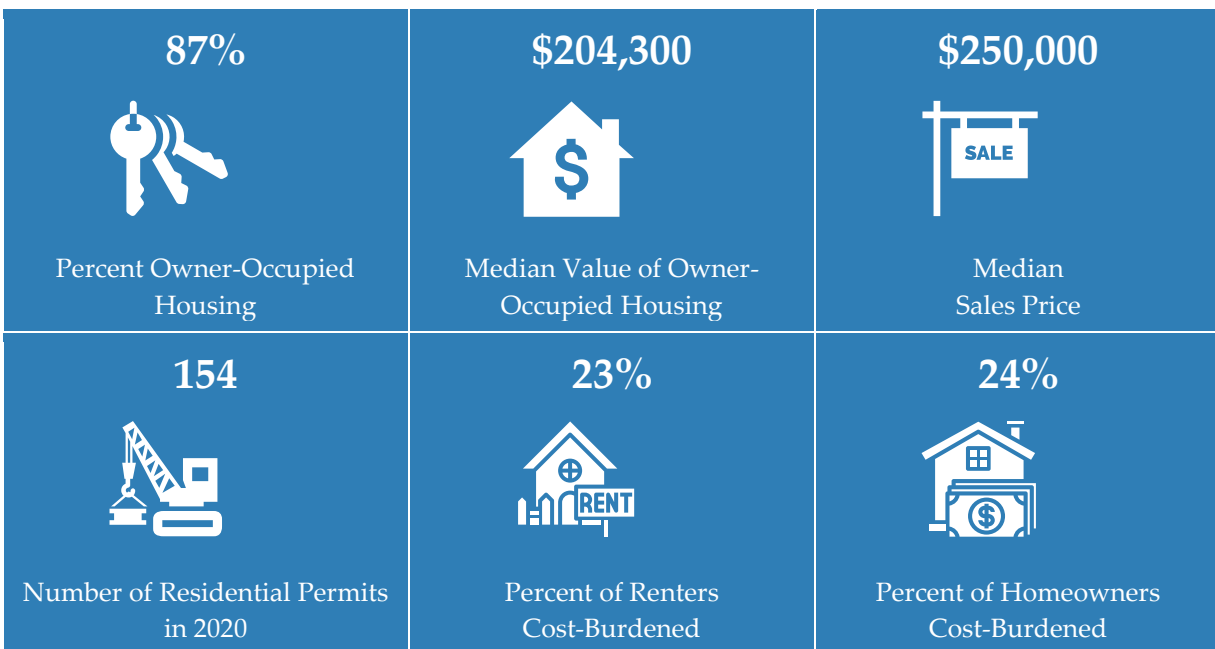 87%
$204,300
$250,000
$
SALE
Percent Owner-Occupied
Housing
Median Value of Owner-
Occupied Housing
Median
Sales Price
154
23%
24%
RENT
$
Number of Residential Permits
in 2020
Percent of Renters
Cost-Burdened
Percent of Homeowners
Cost-Burdened